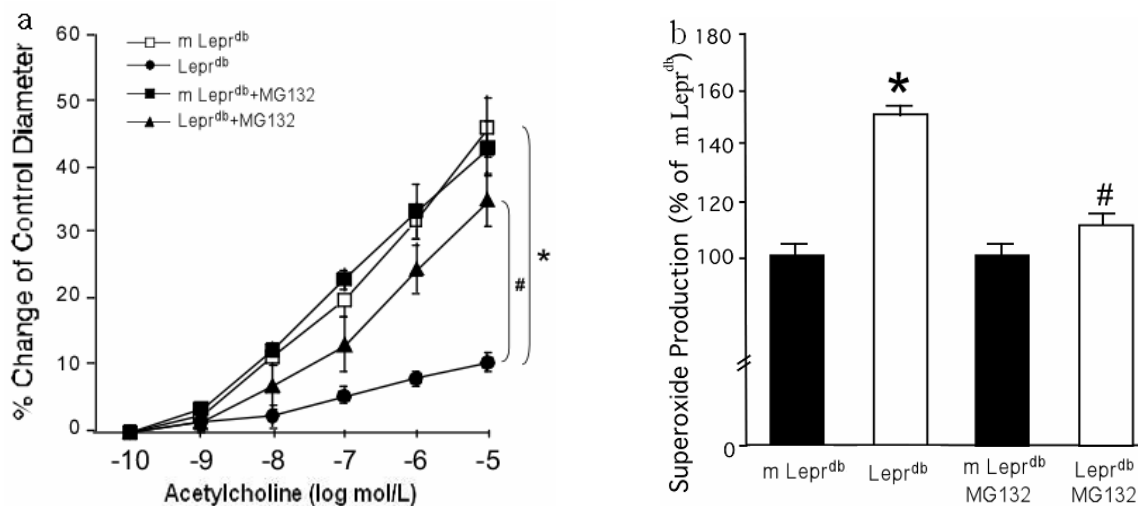 a
60
50
40
30
20
10
0
% Change of Control Diameter
m Lepr^db
Lepr^db
m Lepr^db+MG132
Lepr^db+MG132
*
#
-10 -9 -8 -7 -6 -5
Acetylcholine (log mol/L)
b
180
160
140
120
100
0
Superoxide Production (% of m Lepr^db)
*
#
m Lepr^db Lepr^db m Lepr^db Lepr^db
MG132 MG132